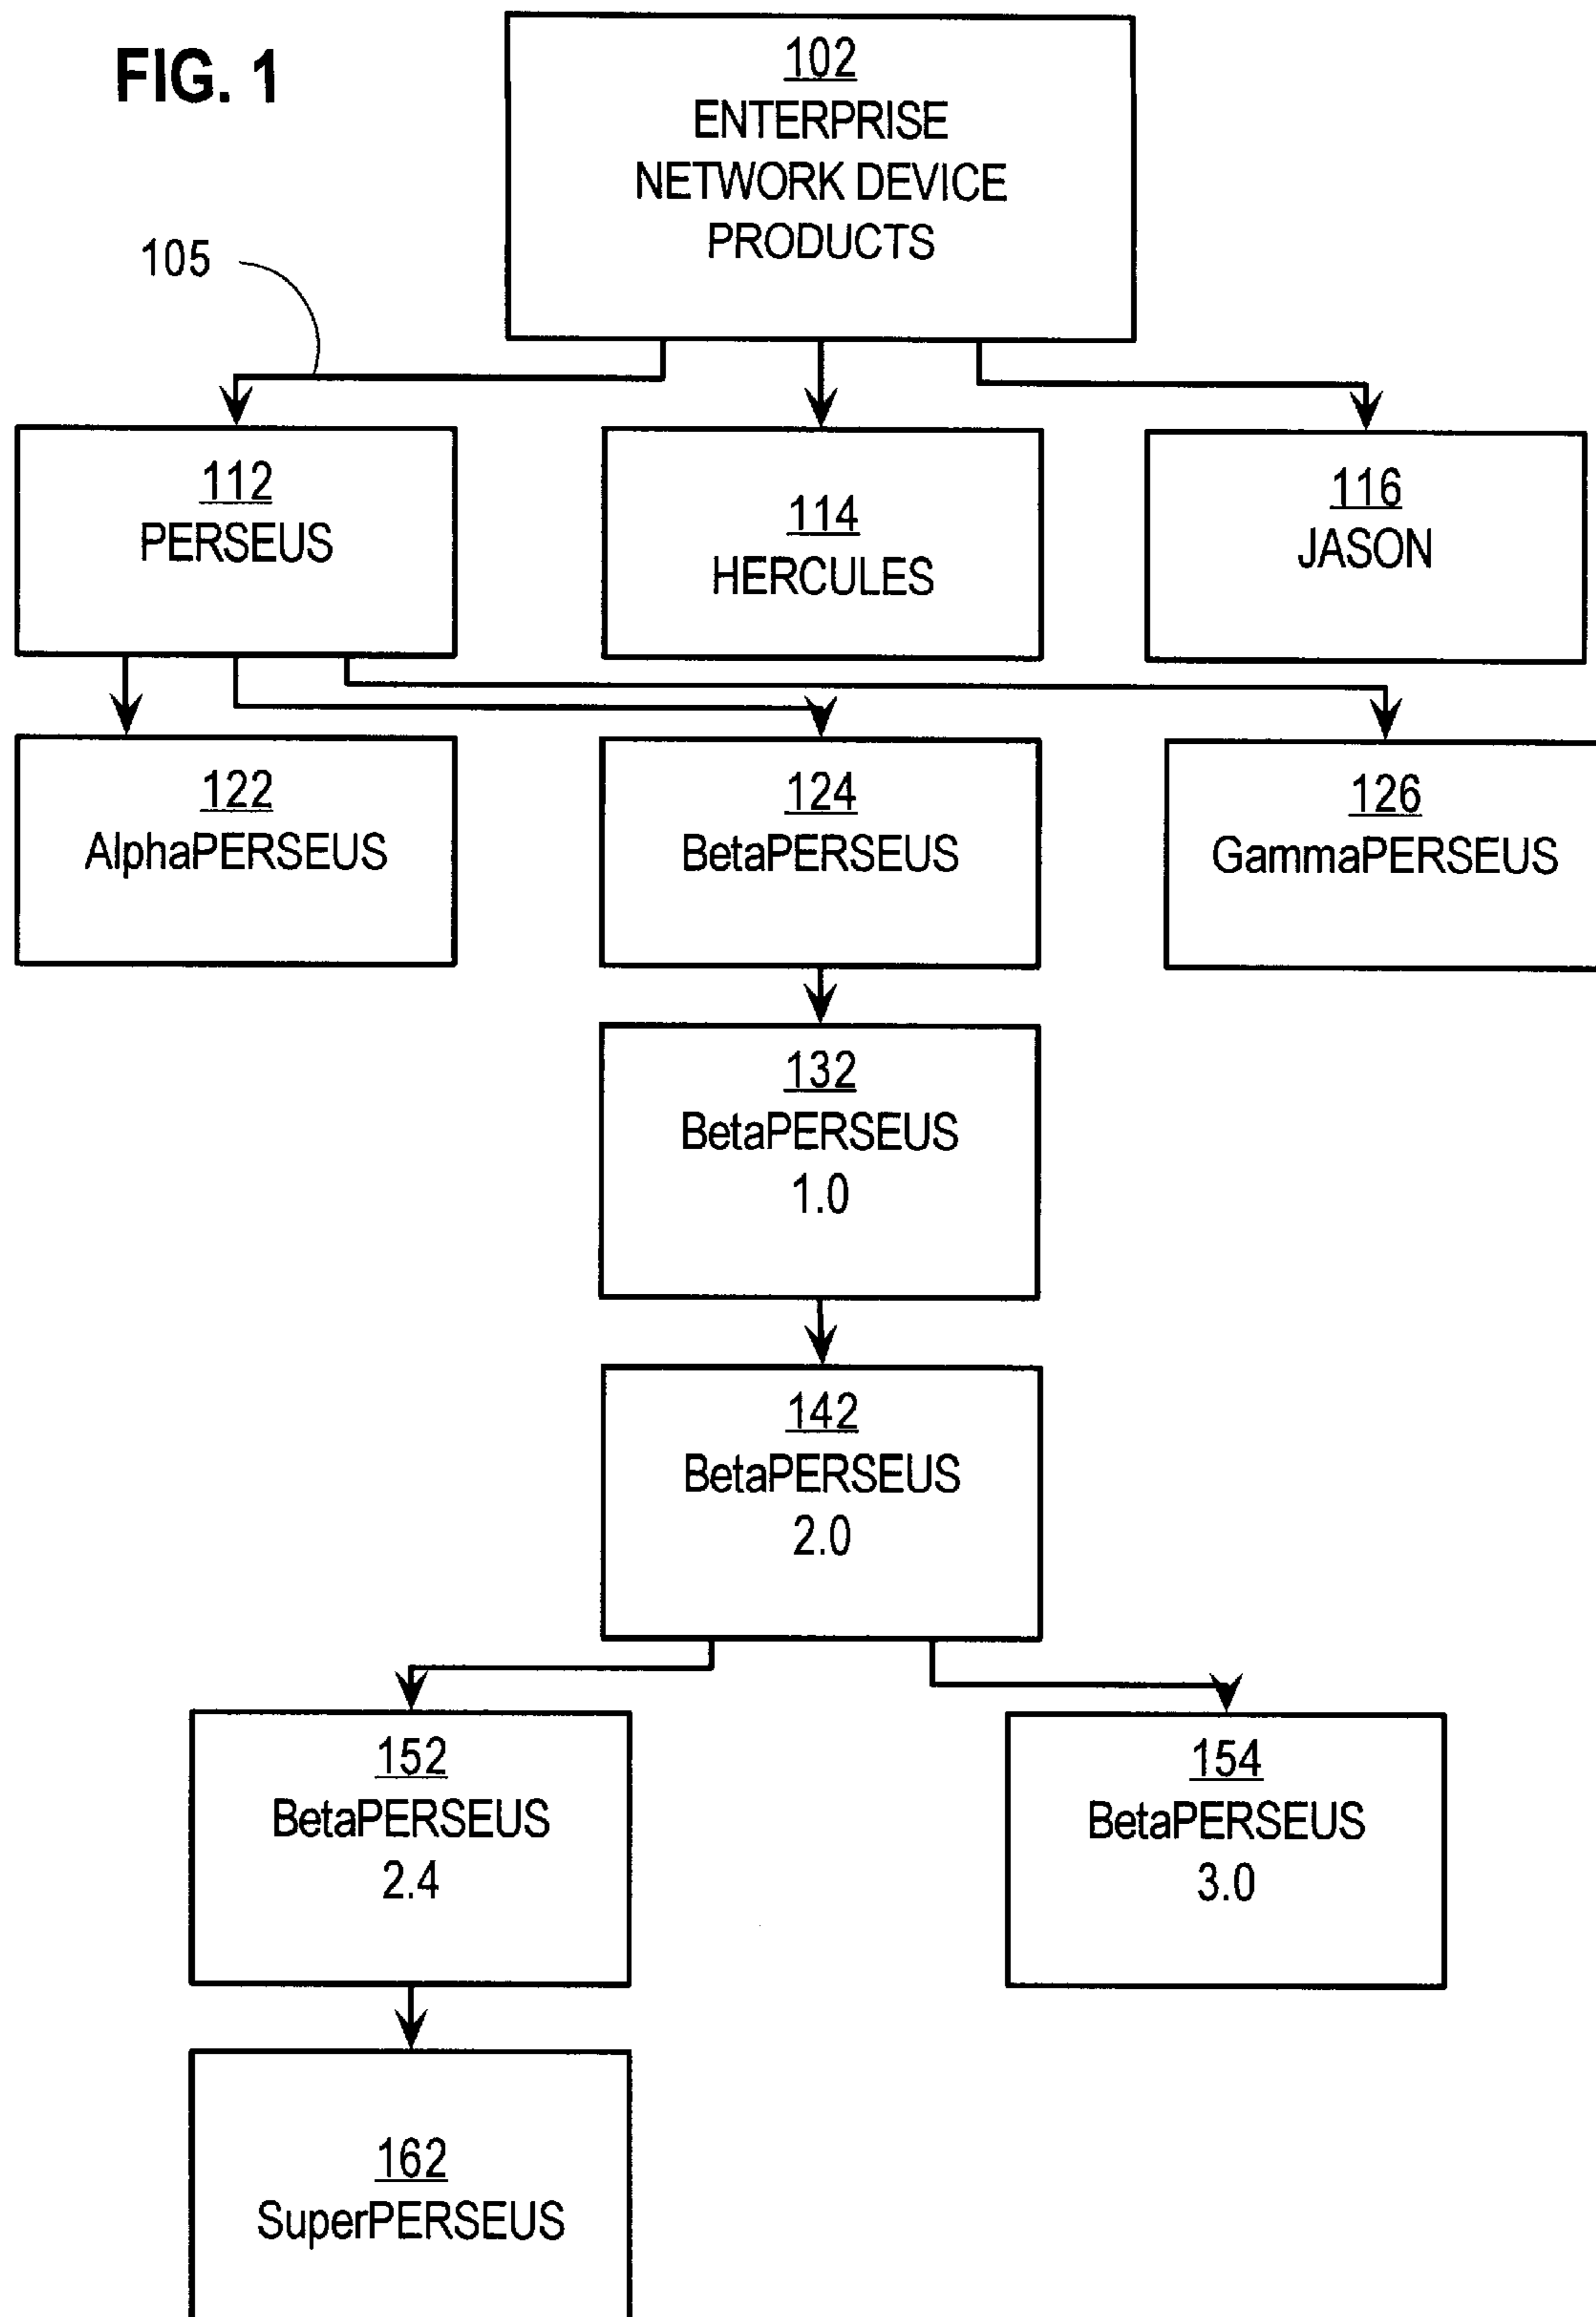 FIG. 1
102
ENTERPRISE
NETWORK DEVICE
PRODUCTS
105
112
PERSEUS
114
HERCULES
116
JASON
122
AlphaPERSEUS
124
BetaPERSEUS
126
GammaPERSEUS
132
BetaPERSEUS
1.0
142
BetaPERSEUS
2.0
152
BetaPERSEUS
2.4
154
BetaPERSEUS
3.0
162
SuperPERSEUS